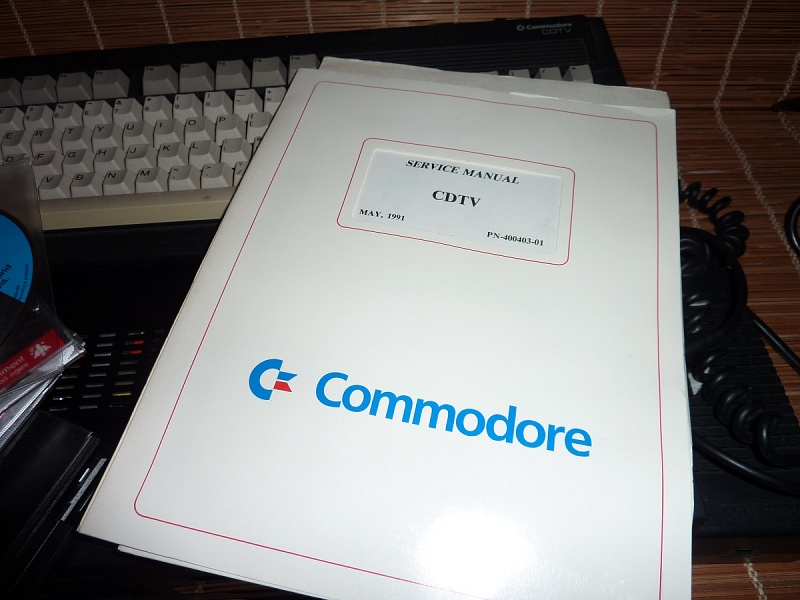 Commodore
CDTV
SERVICE MANUAL
CDTV
MAY, 1991
PN-400403-01
Commodore
E R T Y U I O P
D F G H J K L
V B N M